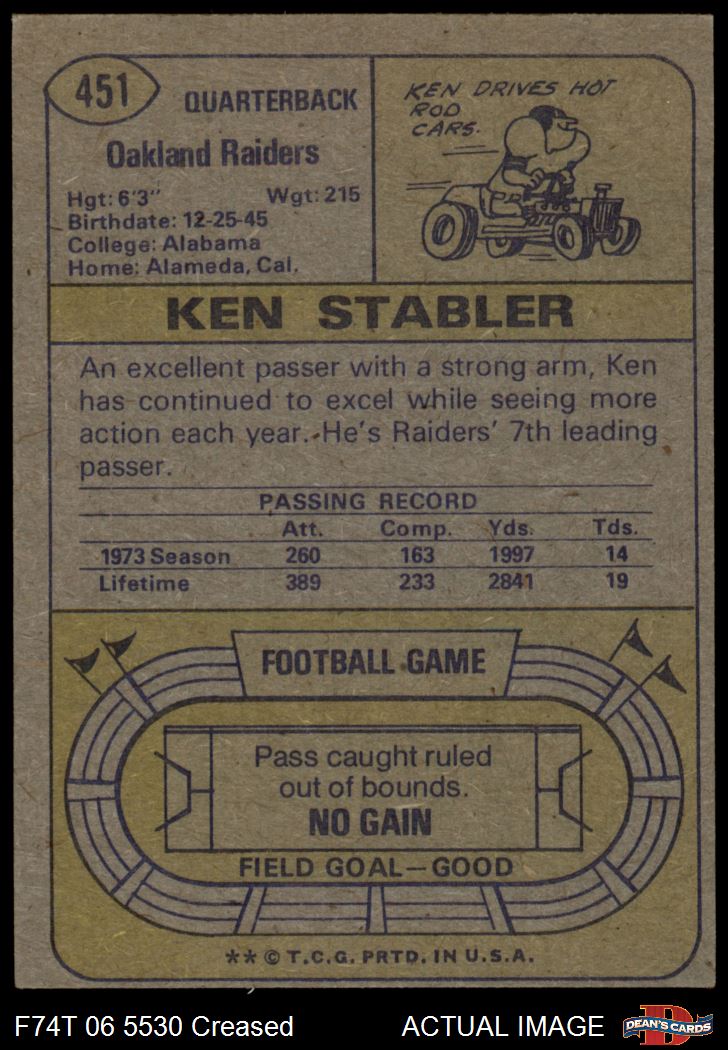 451
QUARTERBACK
Oakland Raiders
Hgt: 6'3" Wgt: 215
Birthdate: 12-25-45
College: Alabama
Home: Alameda, Cal.
KEN DRIVES HOT
ROD
CARS.
KEN STABLER
An excellent passer with a strong arm, Ken
has continued to excel while seeing more
action each year. He's Raiders' 7th leading
passer.
PASSING RECORD
Att. Comp. Yds. Tds.
1973 Season 260 163 1997 14
Lifetime 389 233 2841 19
FOOTBALL GAME
Pass caught ruled
out of bounds.
NO GAIN
FIELD GOAL—GOOD
** © T.C.G. PRTD. IN U.S.A.
F74T 06 5530 Creased ACTUAL IMAGE
D
DEAN'S CARDS